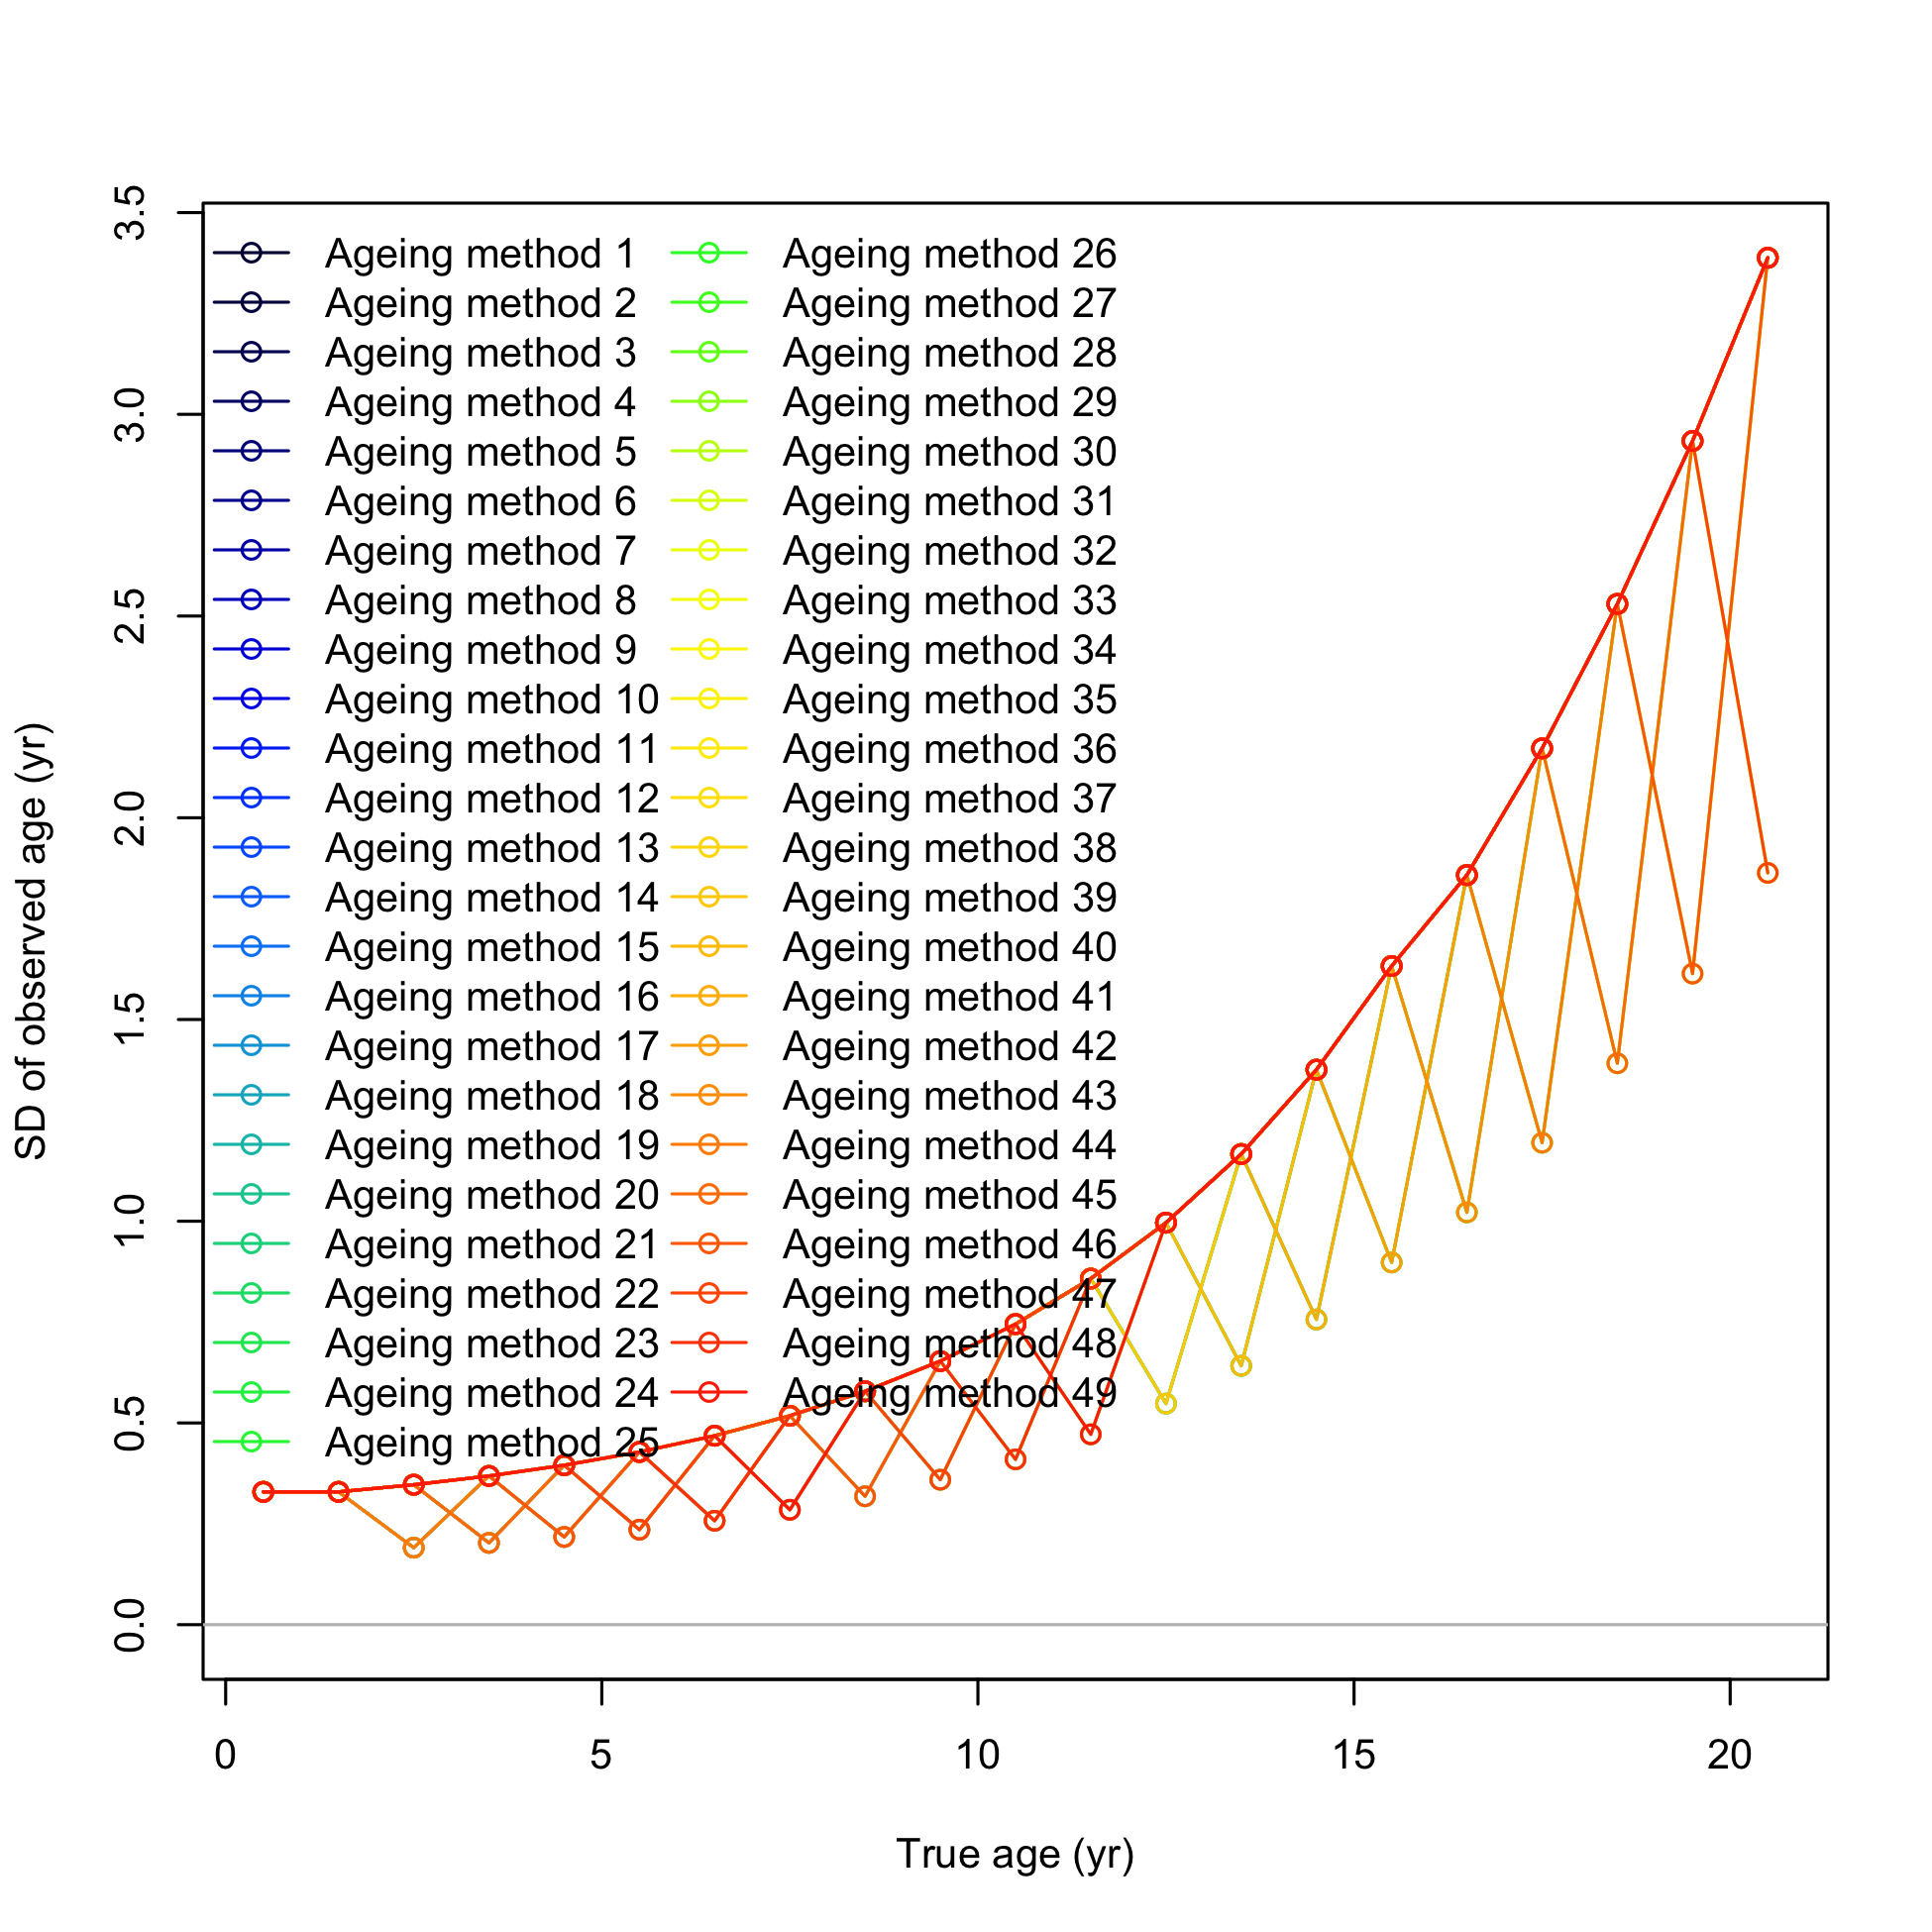 3.5
3.0
2.5
2.0
1.5
1.0
0.5
0.0
SD of observed age (yr)
Ageing method 1
Ageing method 2
Ageing method 3
Ageing method 4
Ageing method 5
Ageing method 6
Ageing method 7
Ageing method 8
Ageing method 9
Ageing method 10
Ageing method 11
Ageing method 12
Ageing method 13
Ageing method 14
Ageing method 15
Ageing method 16
Ageing method 17
Ageing method 18
Ageing method 19
Ageing method 20
Ageing method 21
Ageing method 22
Ageing method 23
Ageing method 24
Ageing method 25
Ageing method 26
Ageing method 27
Ageing method 28
Ageing method 29
Ageing method 30
Ageing method 31
Ageing method 32
Ageing method 33
Ageing method 34
Ageing method 35
Ageing method 36
Ageing method 37
Ageing method 38
Ageing method 39
Ageing method 40
Ageing method 41
Ageing method 42
Ageing method 43
Ageing method 44
Ageing method 45
Ageing method 46
Ageing method 47
Ageing method 48
Ageing method 49
0 5 10 15 20
True age (yr)